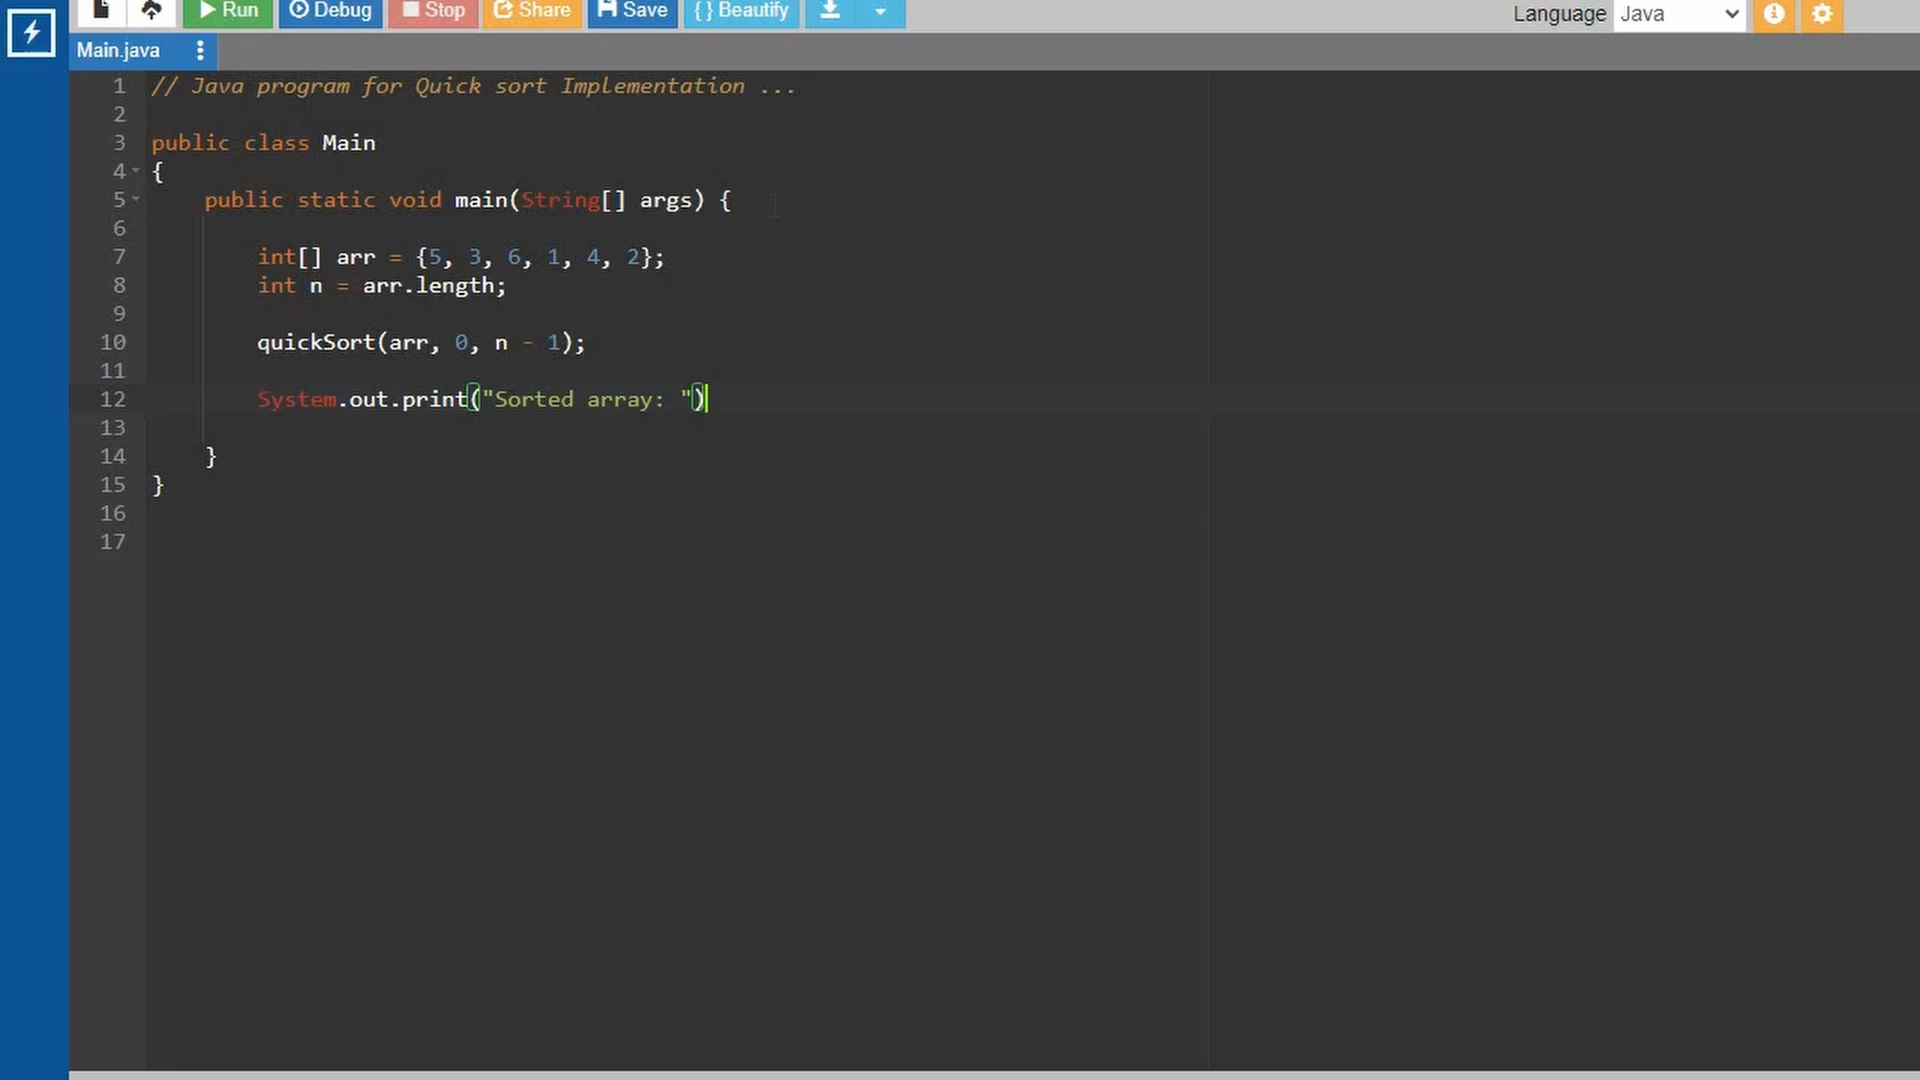 Run Debug Stop Share Save {} Beautify Language Java
Main.java
1 // Java program for Quick sort Implementation ...
2
3 public class Main
4 {
5 public static void main(String[] args) {
6
7 int[] arr = {5, 3, 6, 1, 4, 2};
8 int n = arr.length;
9
10 quickSort(arr, 0, n - 1);
11
12 System.out.print("Sorted array: ")
13
14 }
15 }
16
17